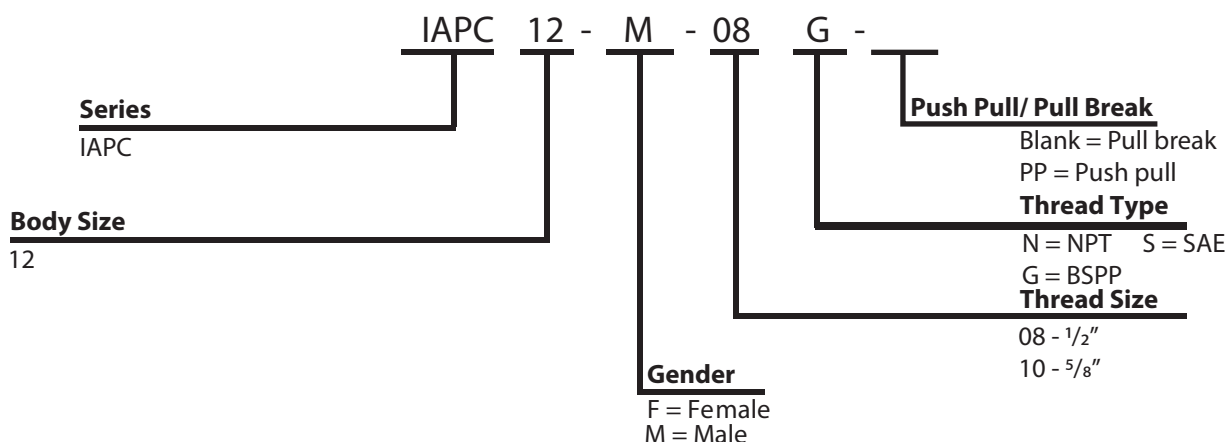 IAPC 12 - M - 08 G -
Series
IAPC
Body Size
12
Gender
F = Female
M = Male
Push Pull/ Pull Break
Blank = Pull break
PP = Push pull
Thread Type
N = NPT S = SAE
G = BSPP
Thread Size
08 - 1/2"
10 - 5/8"